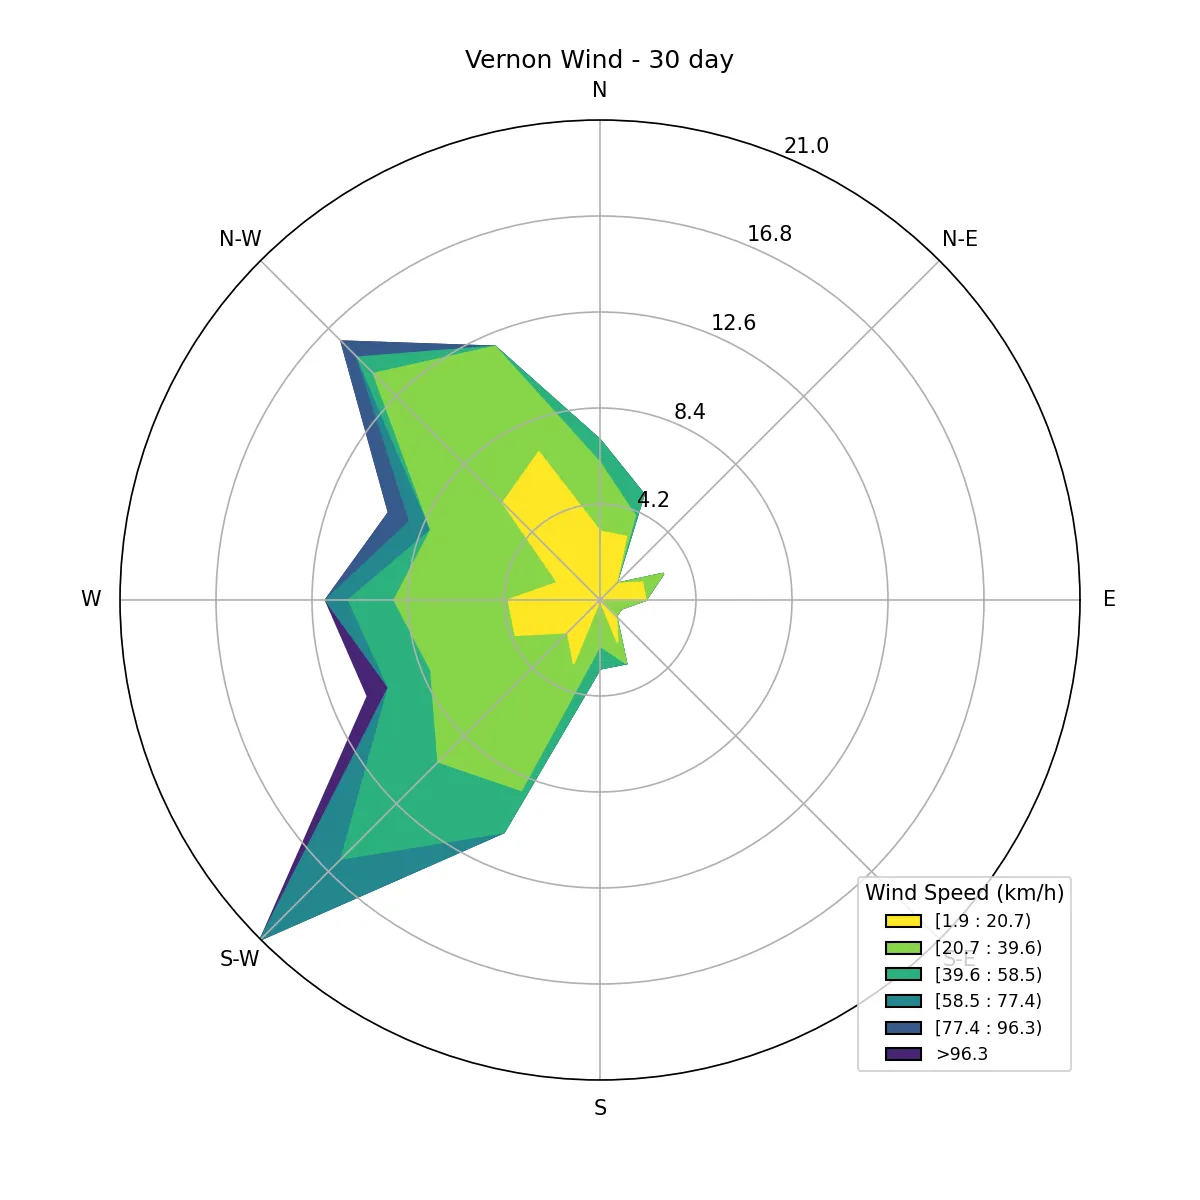 Vernon Wind - 30 day
N
21.0
N-W
16.8
N-E
12.6
8.4
4.2
W
E
S-W
S-E
S
Wind Speed (km/h)
[1.9 : 20.7)
[20.7 : 39.6)
[39.6 : 58.5)
[58.5 : 77.4)
[77.4 : 96.3)
>96.3